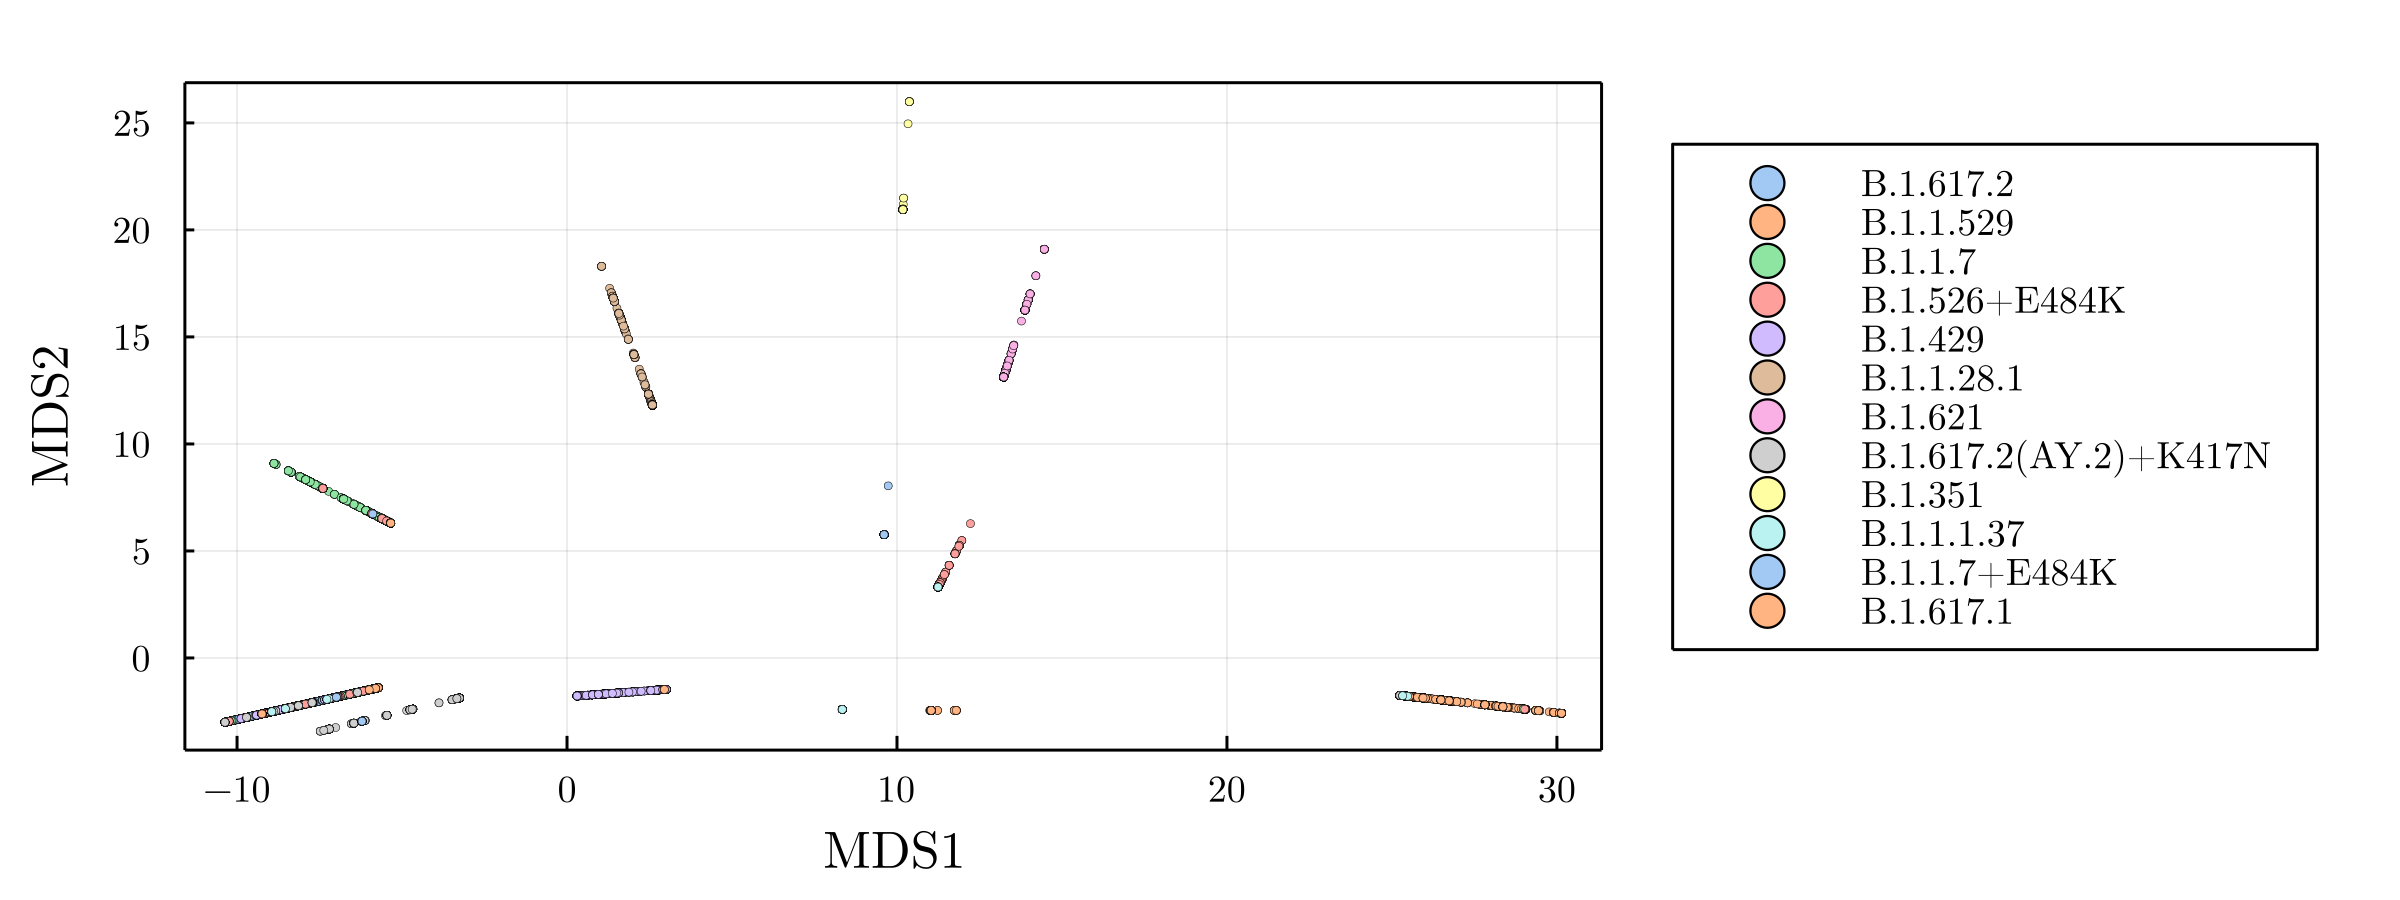 MDS2
25
20
15
10
5
0
−10 0 10 20 30
MDS1
B.1.617.2
B.1.1.529
B.1.1.7
B.1.526+E484K
B.1.429
B.1.1.28.1
B.1.621
B.1.617.2(AY.2)+K417N
B.1.351
B.1.1.1.37
B.1.1.7+E484K
B.1.617.1